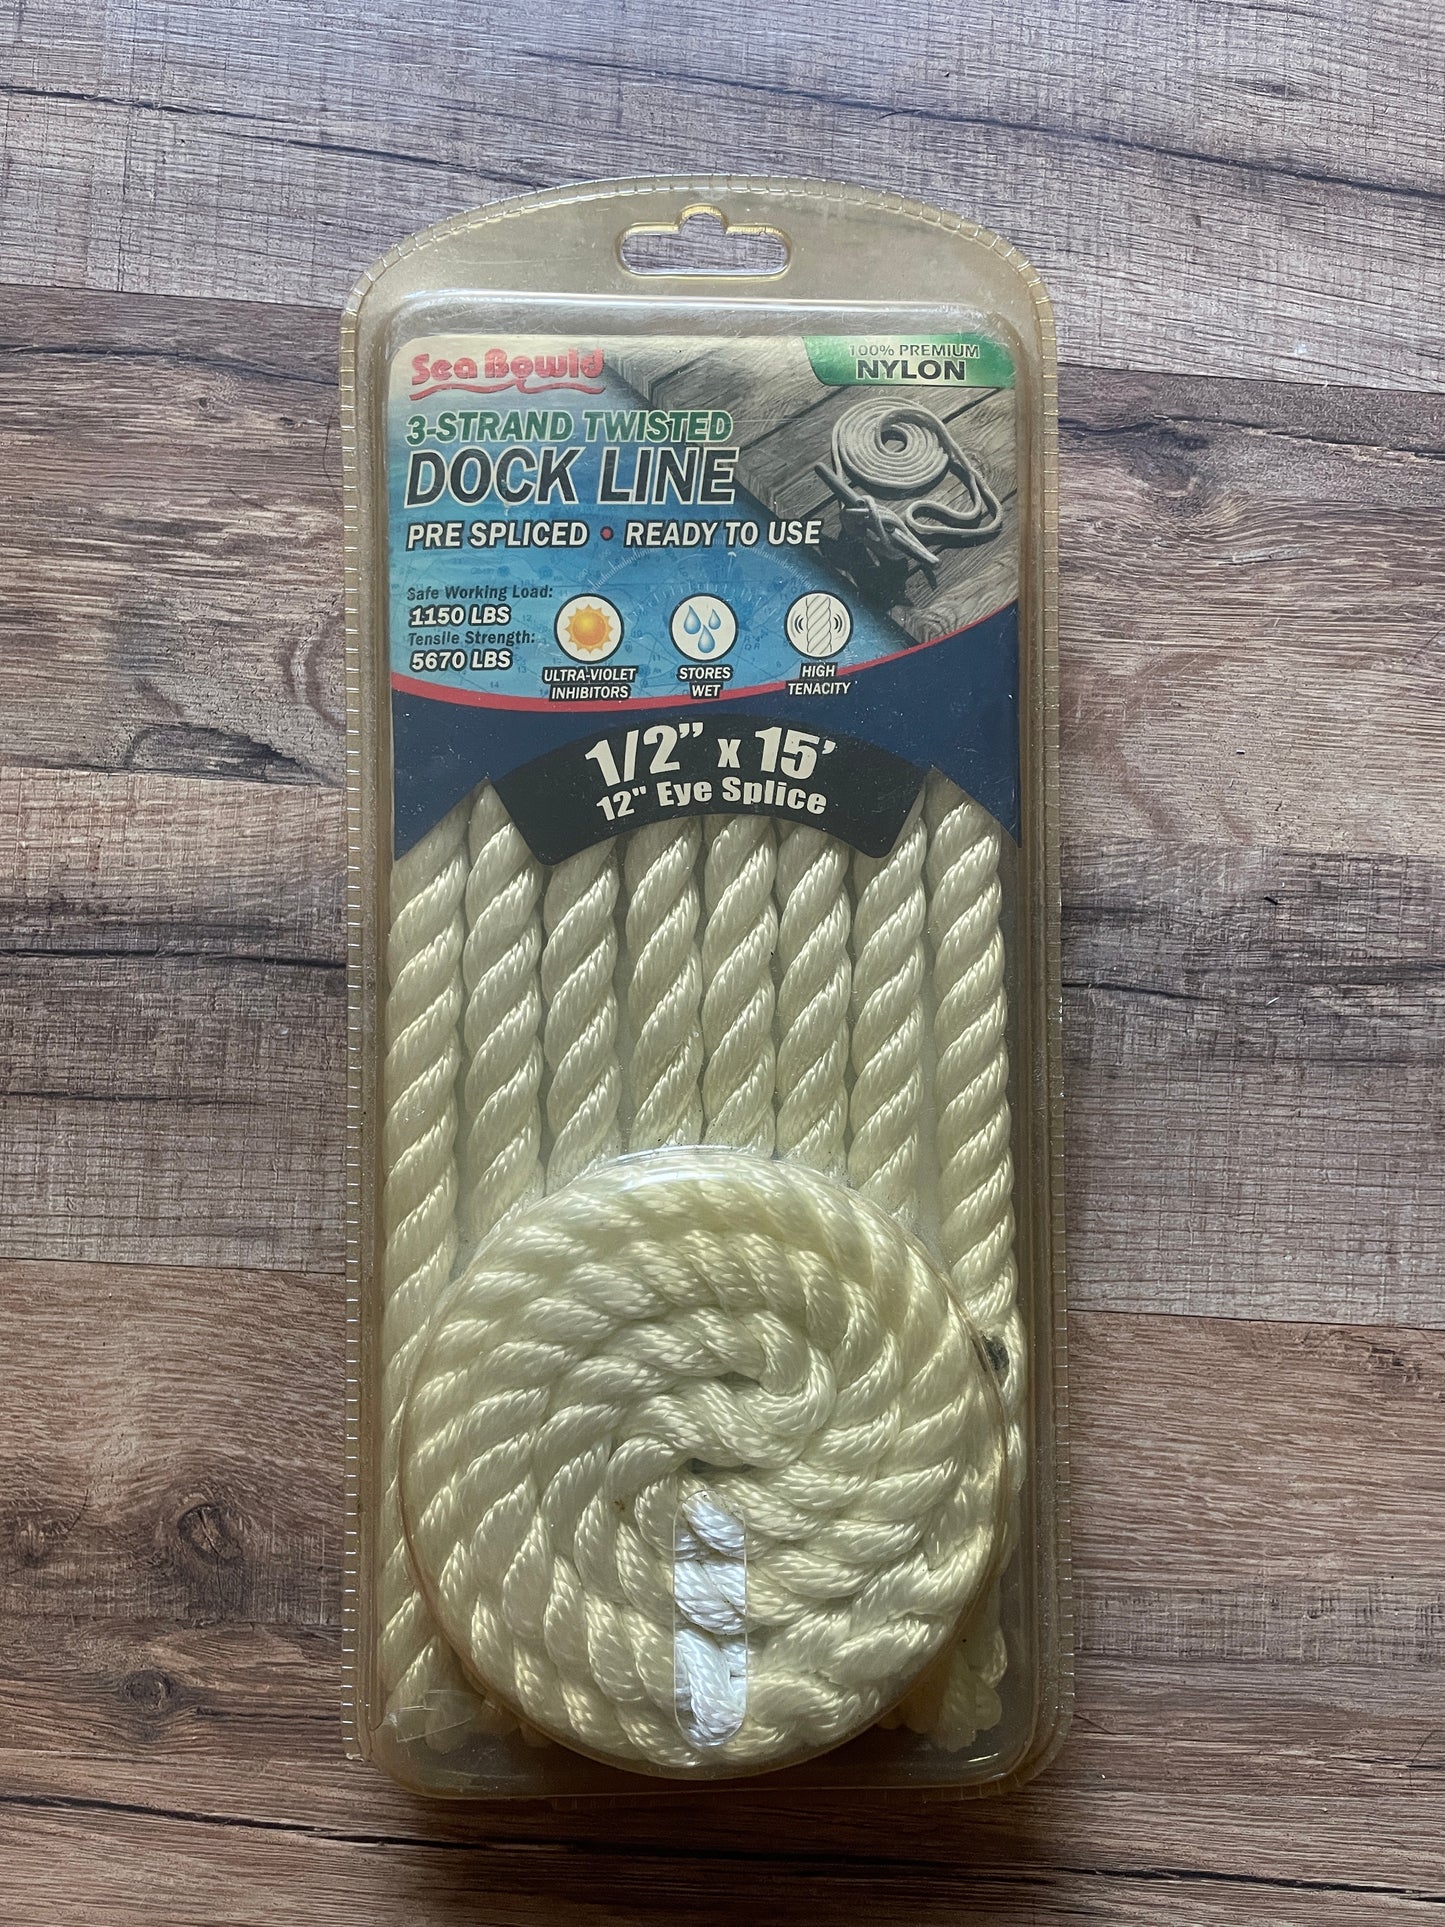 Sea Bowld
100% PREMIUM
NYLON
3-STRAND TWISTED
DOCK LINE
PRE SPLICED • READY TO USE
Safe Working Load:
1150 LBS
Tensile Strength:
5670 LBS
ULTRA-VIOLET
INHIBITORS
STORES
WET
HIGH
TENACITY
1/2" x 15'
12" Eye Splice